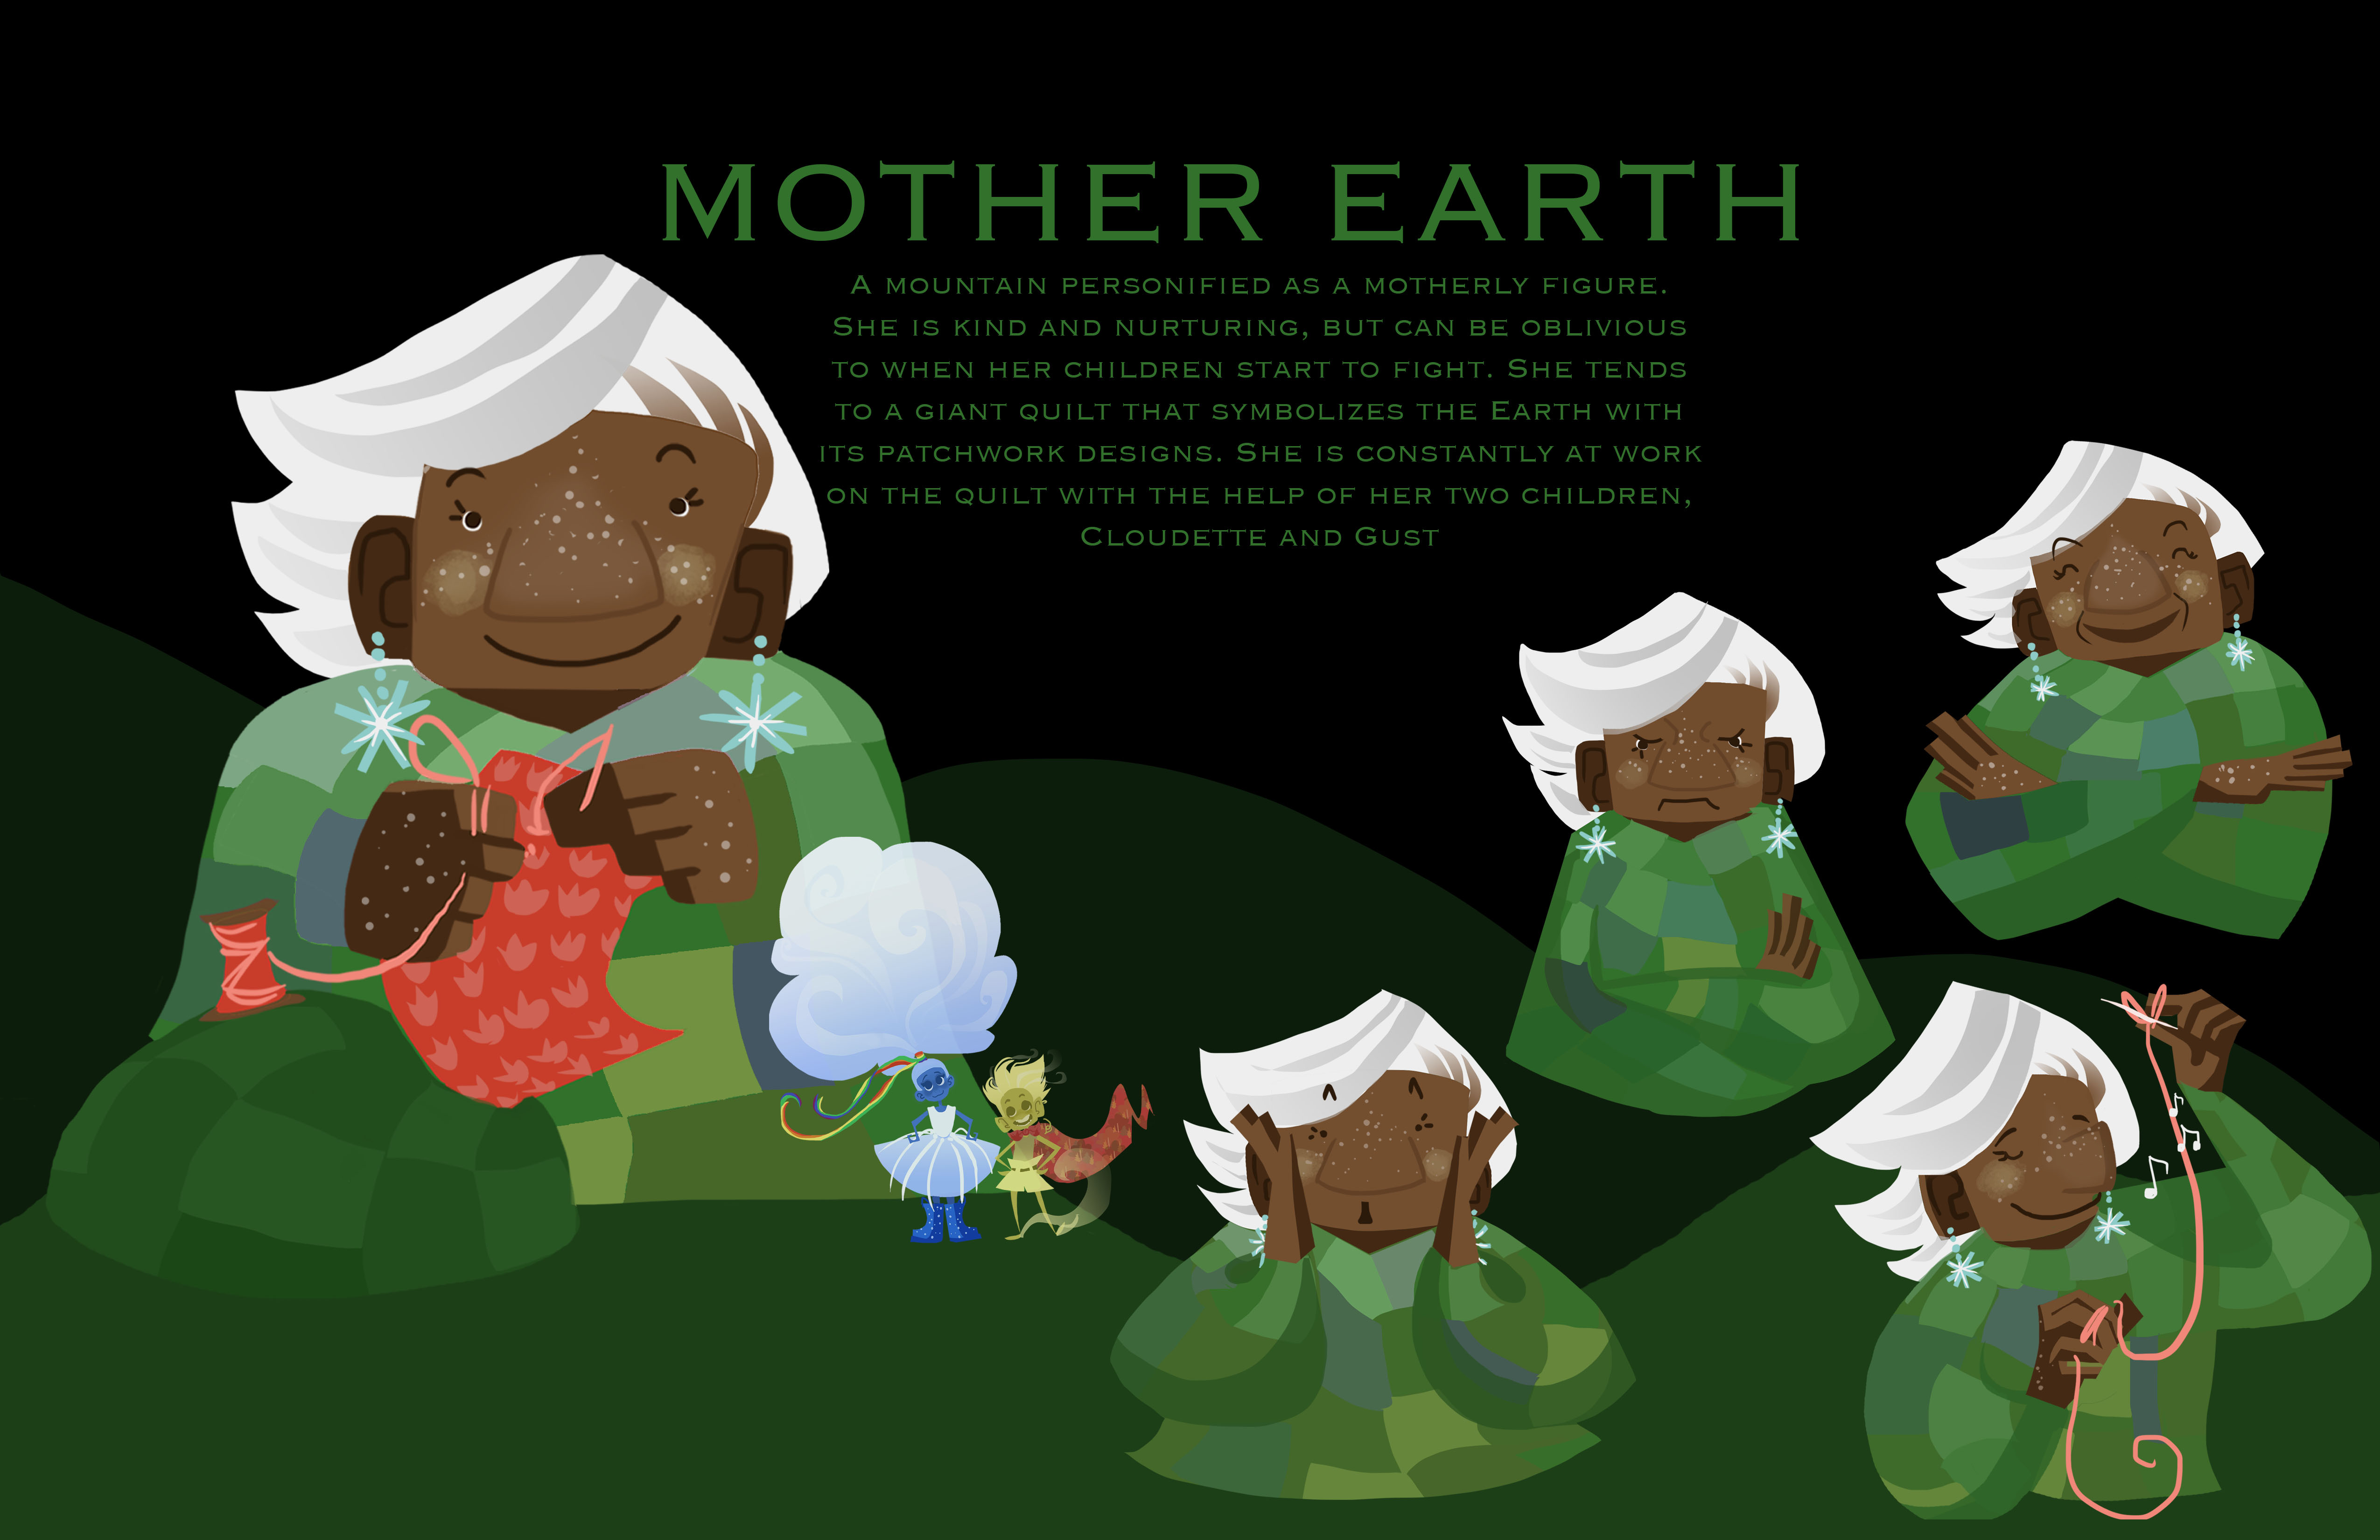 MOTHER EARTH
A MOUNTAIN PERSONIFIED AS A MOTHERLY FIGURE.
SHE IS KIND AND NURTURING, BUT CAN BE OBLIVIOUS
TO WHEN HER CHILDREN START TO FIGHT. SHE TENDS
TO A GIANT QUILT THAT SYMBOLIZES THE EARTH WITH
ITS PATCHWORK DESIGNS. SHE IS CONSTANTLY AT WORK
ON THE QUILT WITH THE HELP OF HER TWO CHILDREN,
CLOUDETTE AND GUST